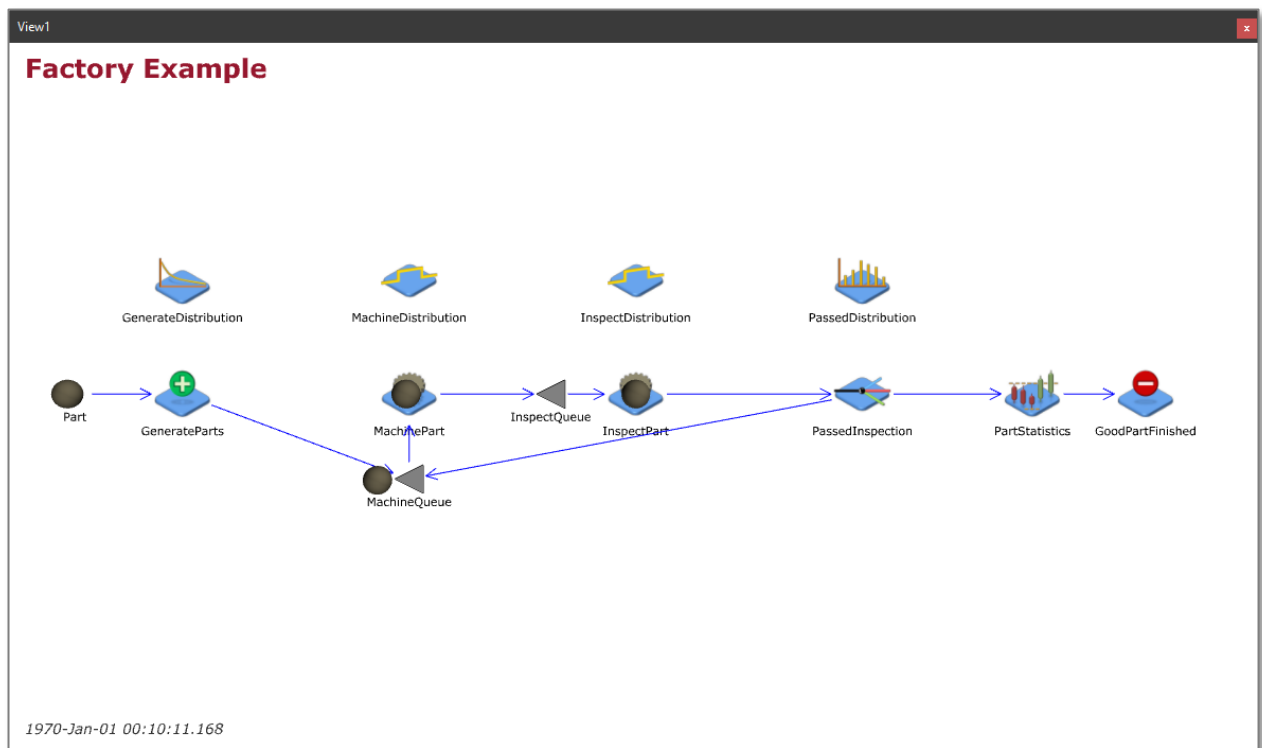 View1
x
Factory Example
GenerateDistribution
MachineDistribution
InspectDistribution
PassedDistribution
Part
GenerateParts
MachinePart
InspectQueue
InspectPart
PassedInspection
PartStatistics
GoodPartFinished
MachineQueue
1970-Jan-01 00:10:11.168